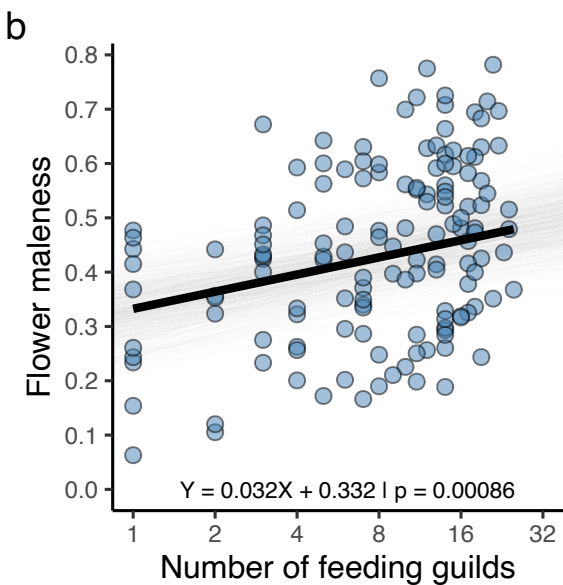 b
0.8
0.7
0.6
0.5
0.4
0.3
0.2
0.1
0.0
Flower maleness
Y = 0.032X + 0.332 | p = 0.00086
1 2 4 8 16 32
Number of feeding guilds